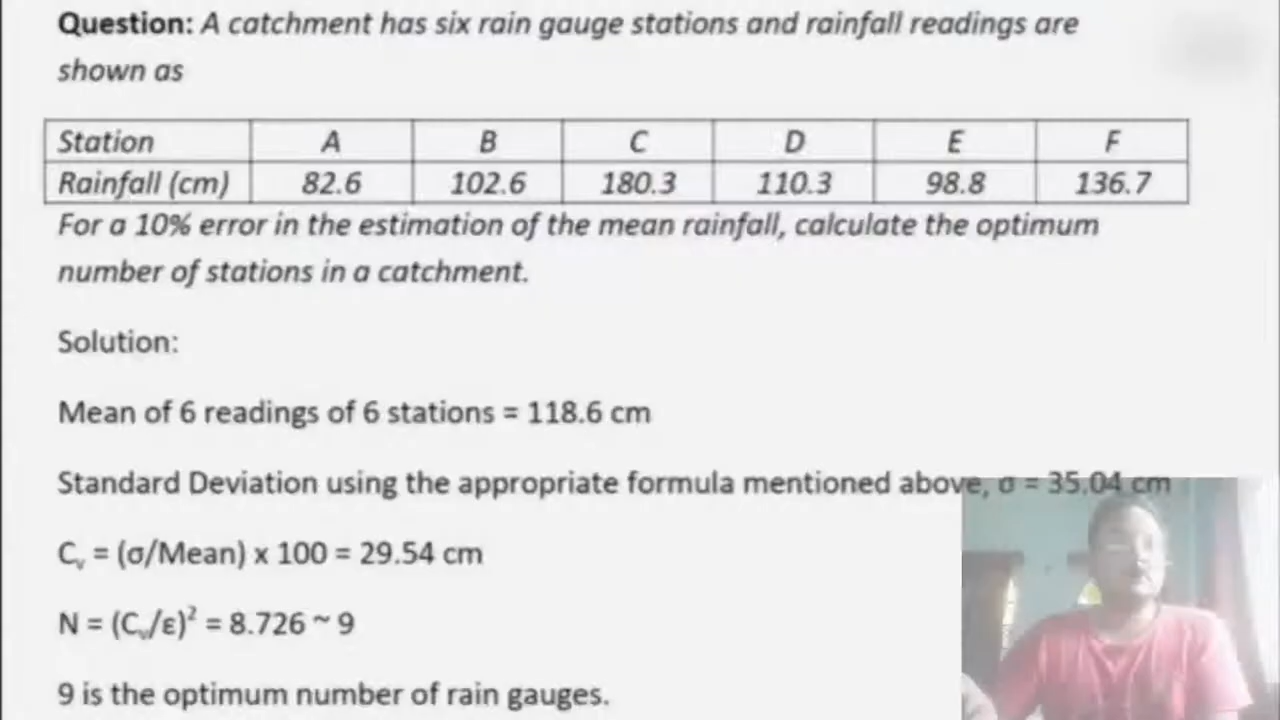 Question: A catchment has six rain gauge stations and rainfall readings are
shown as
Station A B C D E F
Rainfall (cm) 82.6 102.6 180.3 110.3 98.8 136.7
For a 10% error in the estimation of the mean rainfall, calculate the optimum
number of stations in a catchment.
Solution:
Mean of 6 readings of 6 stations = 118.6 cm
Standard Deviation using the appropriate formula mentioned above, σ = 35.04 cm
Cᵥ = (σ/Mean) x 100 = 29.54 cm
N = (Cᵥ/ε)² = 8.726 ~ 9
9 is the optimum number of rain gauges.